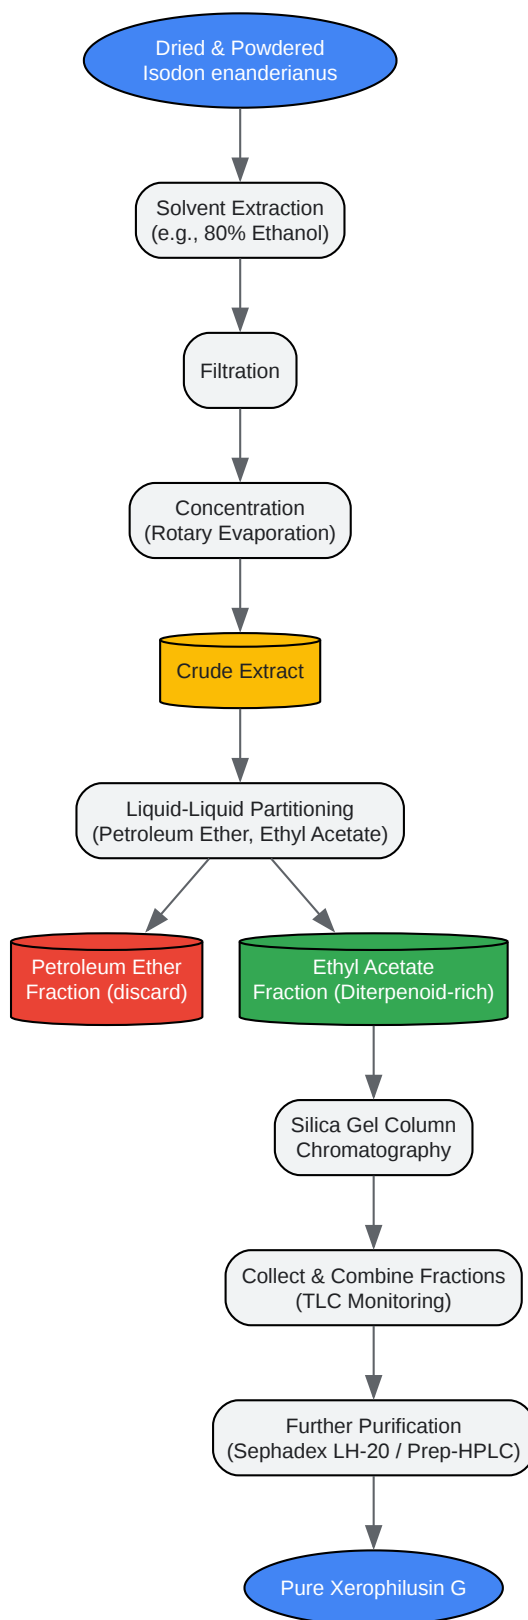 Dried & Powdered
Isodon enanderianus
Solvent Extraction
(e.g., 80% Ethanol)
Filtration
Concentration
(Rotary Evaporation)
Crude Extract
Liquid-Liquid Partitioning
(Petroleum Ether, Ethyl Acetate)
Petroleum Ether
Fraction (discard)
Ethyl Acetate
Fraction (Diterpenoid-rich)
Silica Gel Column
Chromatography
Collect & Combine Fractions
(TLC Monitoring)
Further Purification
(Sephadex LH-20 / Prep-HPLC)
Pure Xerophilusin G